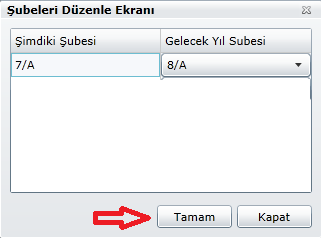 Şubeleri Düzenle Ekranı
Şimdiki Şubesi Gelecek Yıl Subesi
7/A 8/A
Tamam Kapat